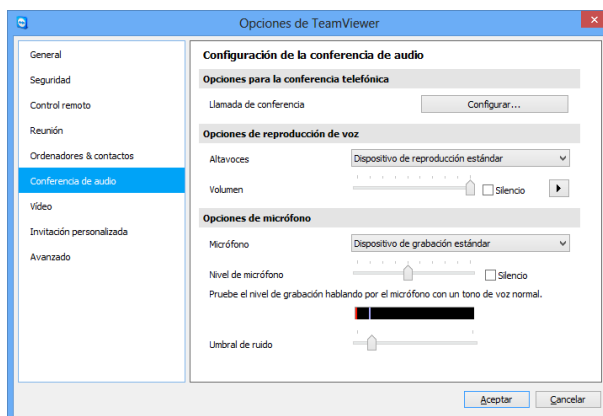 Opciones de TeamViewer
General
Seguridad
Control remoto
Reunión
Ordenadores & contactos
Conferencia de audio
Vídeo
Invitación personalizada
Avanzado
Configuración de la conferencia de audio
Opciones para la conferencia telefónica
Llamada de conferencia Configurar...
Opciones de reproducción de voz
Altavoces Dispositivo de reproducción estándar
Volumen Silencio
Opciones de micrófono
Micrófono Dispositivo de grabación estándar
Nivel de micrófono Silencio
Pruebe el nivel de grabación hablando por el micrófono con un tono de voz normal.
Umbral de ruido
Aceptar Cancelar